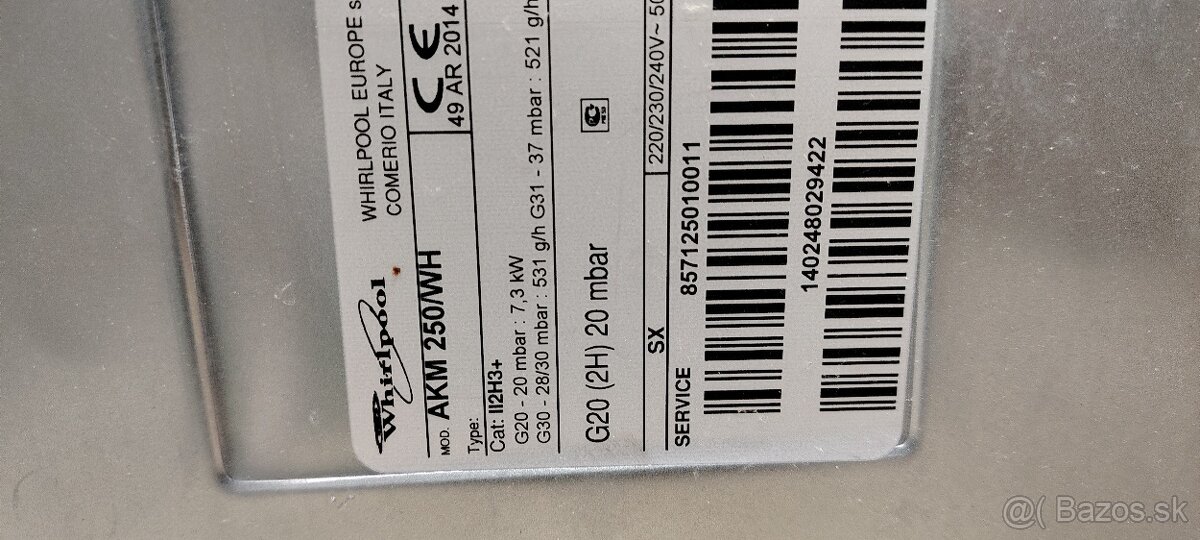 Whirlpool
WHIRLPOOL EUROPE s
COMERIO ITALY
MOD. AKM 250/WH
CE
49 AR 2014
Type:
Cat: II2H3+
G20 - 20 mbar : 7,3 kW
G30 - 28/30 mbar : 531 g/h G31 - 37 mbar : 521 g/h
G20 (2H) 20 mbar
SX
220/230/240V~ 50
SERVICE
857125010011
140248029422
@( Bazos.sk